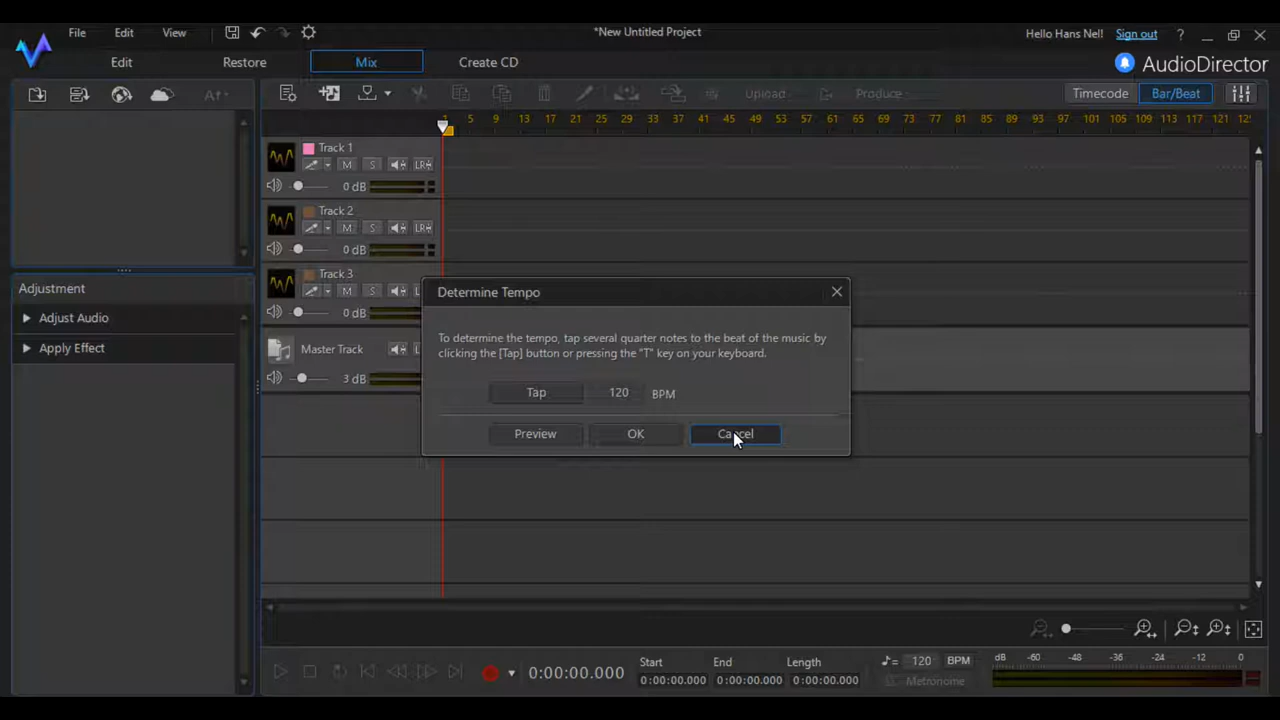 File Edit View
*New Untitled Project
Hello Hans Nel! Sign out ?
Edit Restore Mix Create CD
AudioDirector
Upload Produce
Timecode Bar/Beat
1 5 9 13 17 21 25 29 33 37 41 45 49 53 57 61 65 69 73 77 81 85 89 93 97 101 105 109 113 117 121
Track 1
M S LR
0 dB
Track 2
M S LR
0 dB
Track 3
M S
0 dB
Master Track
3 dB
Adjustment
Adjust Audio
Apply Effect
Determine Tempo
To determine the tempo, tap several quarter notes to the beat of the music by
clicking the [Tap] button or pressing the "T" key on your keyboard.
Tap 120 BPM
Preview OK Cancel
0:00:00.000
Start End Length
0:00:00.000 0:00:00.000 0:00:00.000
= 120 BPM
Metronome
dB -60 -48 -36 -24 -12 0